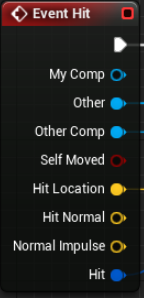 Event Hit
My Comp
Other
Other Comp
Self Moved
Hit Location
Hit Normal
Normal Impulse
Hit